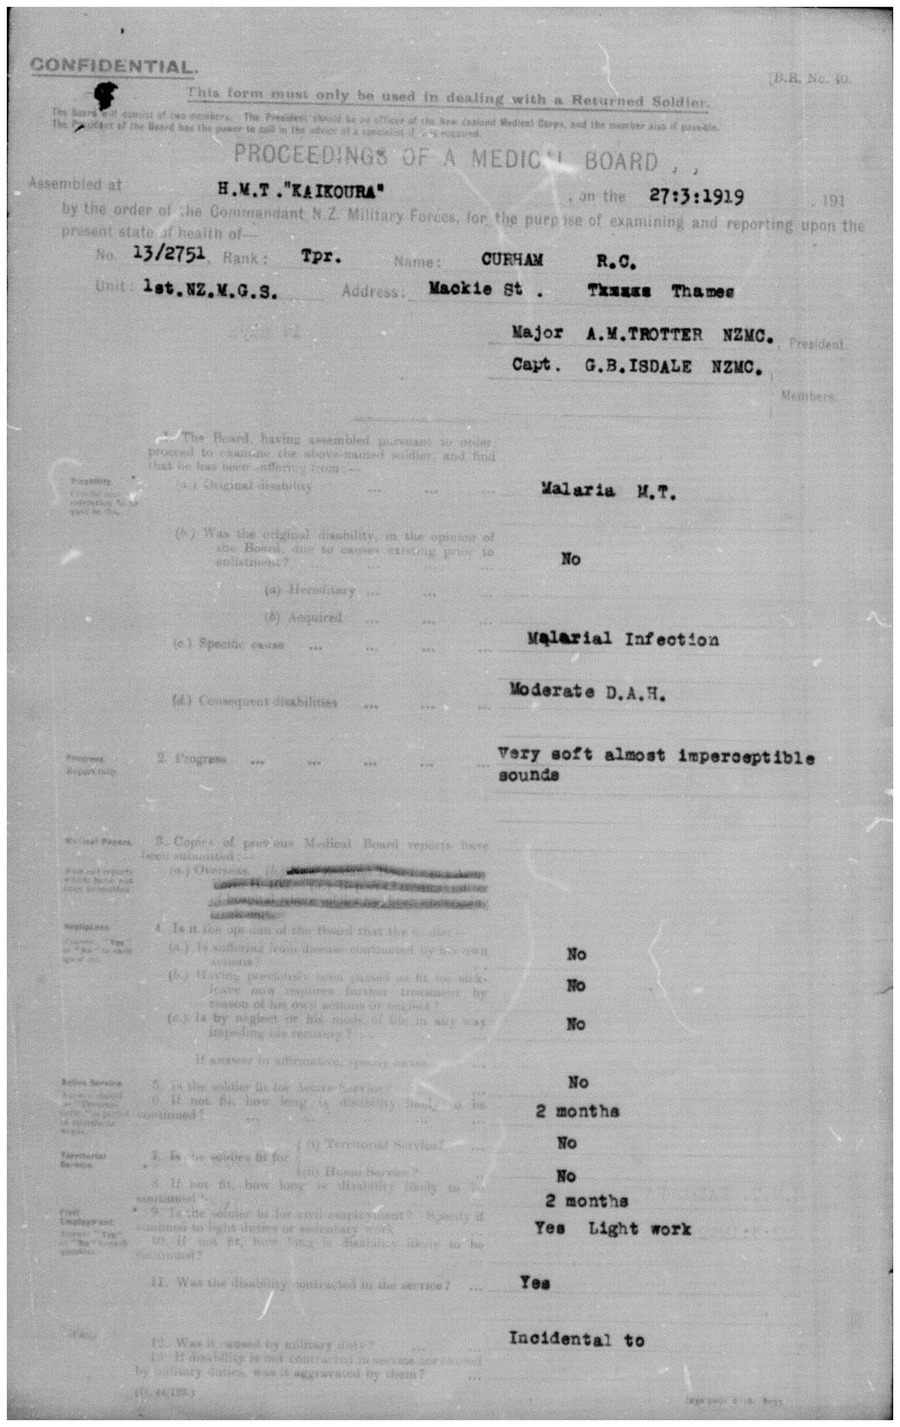 CONFIDENTIAL.
[B.R. No. 40.
This form must only be used in dealing with a Returned Soldier.
The Board will consist of two members. The President should be an officer of the New Zealand Medical Corps, and the member also if possible.
The President of the Board has the power to call in the advice of a specialist if is required.
PROCEEDINGS OF A MEDICAL BOARD
Assembled at H.M.T."KAIKOURA", on the 27:3:1919, 191
by the order of the Commandant N.Z. Military Forces, for the purpose of examining and reporting upon the
present state of health of—
No. 13/2751, Rank: Tpr. Name: CURHAM R.C.
Unit: 1st.NZ.M.G.S. Address: Mackie St . Thames
Major A.M.TROTTER NZMC., President.
Capt. G.B.ISDALE NZMC.
Members.
1. The Board, having assembled pursuant to order,
proceed to examine the above-named soldier, and find
that he has been suffering from:—
Disability.
(a.) Original disability ... ... ... Malaria M.T.
(b.) Was the original disability, in the opinion of
the Board, due to causes existing prior to
enlistment? ... ... ... ... No
(a) Hereditary ... ... ...
(b) Acquired ... ... ...
(c.) Specific cause ... ... ... ... Malarial Infection
(d.) Consequent disabilities ... ... ... Moderate D.A.H.
Progress.
Report fully.
2. Progress ... ... ... ... ... Very soft almost imperceptible
sounds
Medical Papers.
3. Copies of previous Medical Board reports have
been submitted:—
(a.) Overseas. (b.)
Negligence.
4. Is it the opinion of the Board that the
Answer "Yes"
or "No" to each
question.
(a.) Is suffering from disease contracted by his own
actions? No
(b.) Having previously been passed as fit for sick-
leave now requires further treatment by
reason of his own actions or neglect? No
(c.) Is by neglect or his mode of life in any way
impeding his recovery? ... No
If answer in affirmative, specify cause ...
Active Service.
5. Is the soldier fit for Active Service? ... No
6. If not fit, how long is disability likely to be
continued? ... ... ... ... 2 months
Territorial
Service.
7. Is the soldier fit for
(i) Territorial Service? ... No
(ii) Home Service? No
8. If not fit, how long is disability likely to be
continued? 2 months
Civil
Employment.
Answer "Yes"
or "No" to each
question.
9. Is the soldier fit for civil employment? Specify if
confined to light duties or sedentary work Yes Light work
10. If not fit, how long is disability likely to be
continued?
11. Was the disability contracted in the service? ... Yes
12. Was it caused by military duty? ... ... Incidental to
13. If disability is not contracted in service nor caused
by military duties, was it aggravated by them? ...